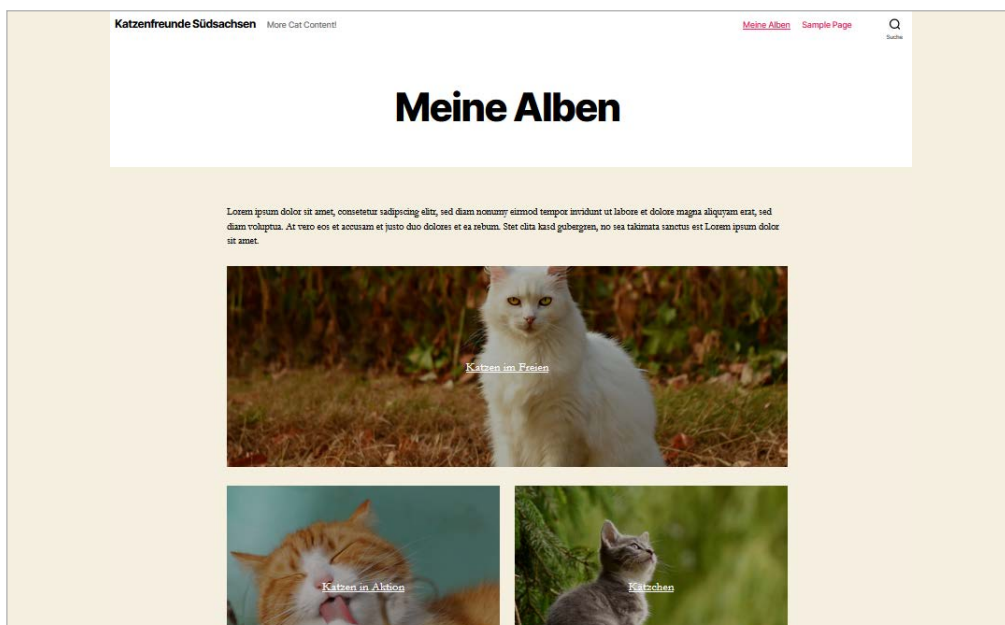 Katzenfreunde Südsachsen More Cat Content! Meine Alben Sample Page
Suche
Meine Alben
Lorem ipsum dolor sit amet, consetetur sadipscing elitr, sed diam nonumy eirmod tempor invidunt ut labore et dolore magna aliquyam erat, sed
diam voluptua. At vero eos et accusam et justo duo dolores et ea rebum. Stet clita kasd gubergren, no sea takimata sanctus est Lorem ipsum dolor
sit amet.
Katzen im Freien
Katzen in Aktion Kätzchen